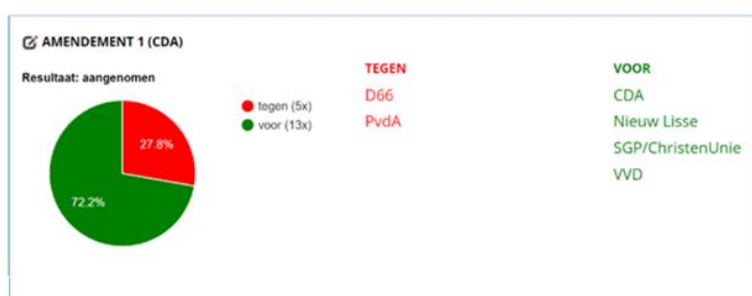 AMENDEMENT 1 (CDA)
Resultaat: aangenomen
27.8%
72.2%
tegen (5x)
voor (13x)
TEGEN
D66
PvdA
VOOR
CDA
Nieuw Lisse
SGP/ChristenUnie
VVD